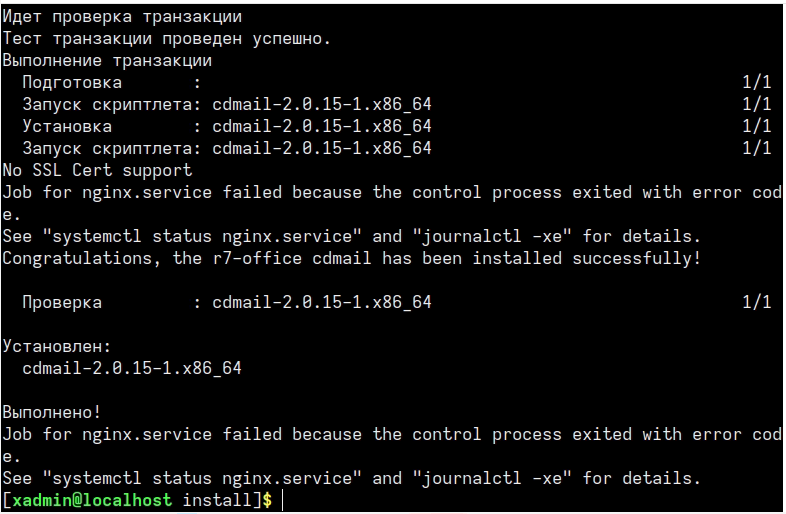 Идет проверка транзакции
Тест транзакции проведен успешно.
Выполнение транзакции
  Подготовка       :                                                      1/1
  Запуск скриптлета: cdmail-2.0.15-1.x86_64                               1/1
  Установка        : cdmail-2.0.15-1.x86_64                               1/1
  Запуск скриптлета: cdmail-2.0.15-1.x86_64                               1/1
No SSL Cert support
Job for nginx.service failed because the control process exited with error cod
e.
See "systemctl status nginx.service" and "journalctl -xe" for details.
Congratulations, the r7-office cdmail has been installed successfully!
  Проверка         : cdmail-2.0.15-1.x86_64                               1/1
Установлен:
  cdmail-2.0.15-1.x86_64
Выполнено!
Job for nginx.service failed because the control process exited with error cod
e.
See "systemctl status nginx.service" and "journalctl -xe" for details.
[xadmin@localhost install]$